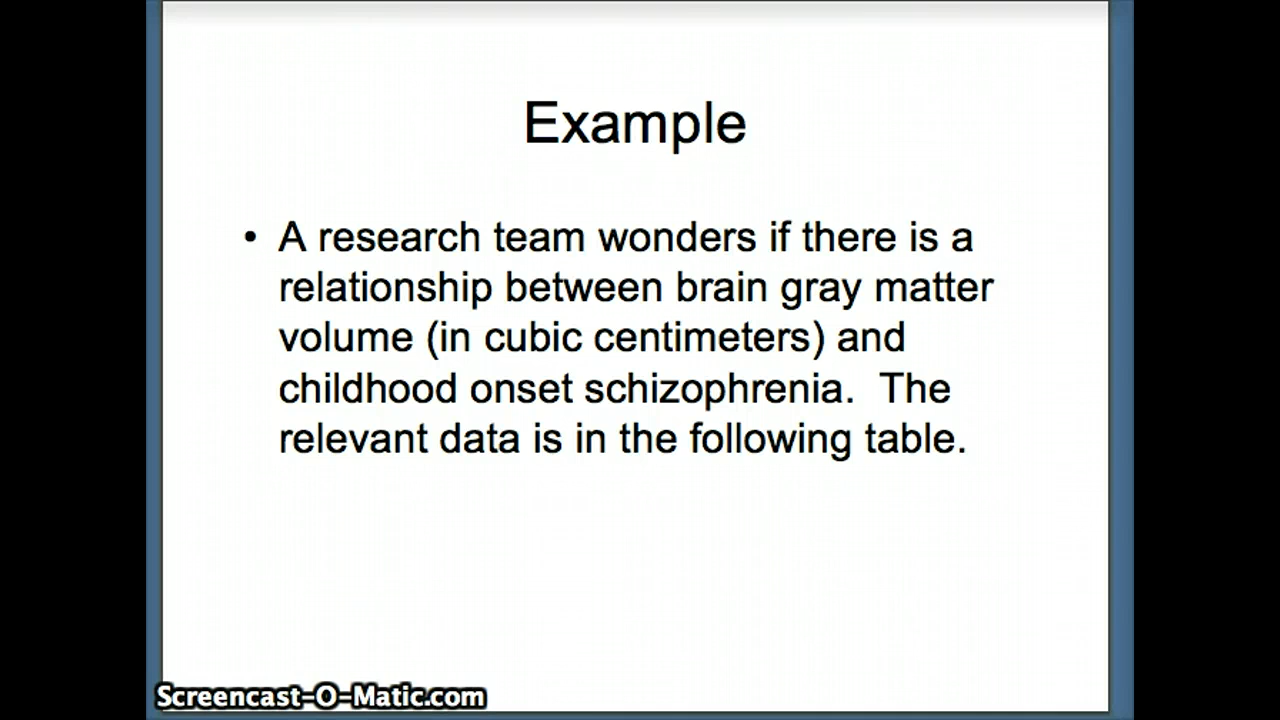 Example
• A research team wonders if there is a
relationship between brain gray matter
volume (in cubic centimeters) and
childhood onset schizophrenia.  The
relevant data is in the following table.
Screencast-O-Matic.com